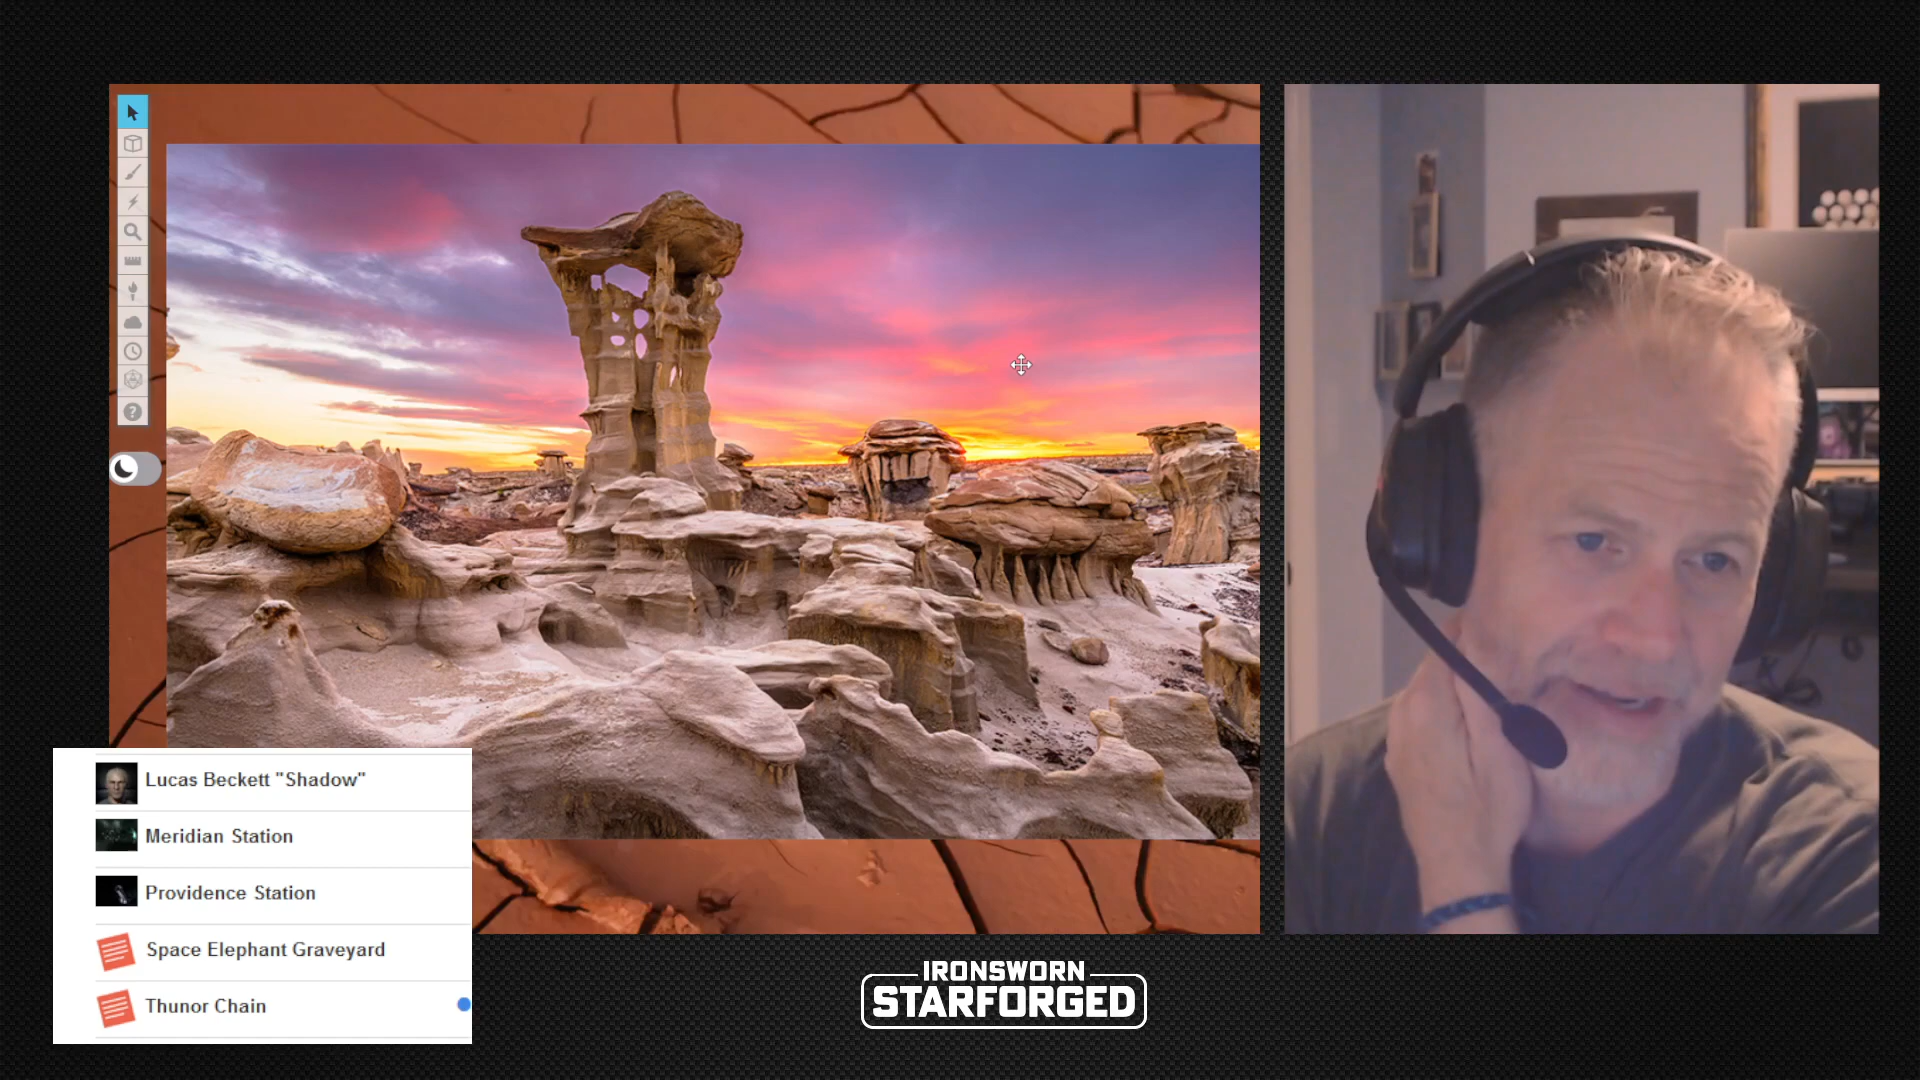 Lucas Beckett "Shadow"
Meridian Station
Providence Station
Space Elephant Graveyard
Thunor Chain
?
IRONSWORN
STARFORGED